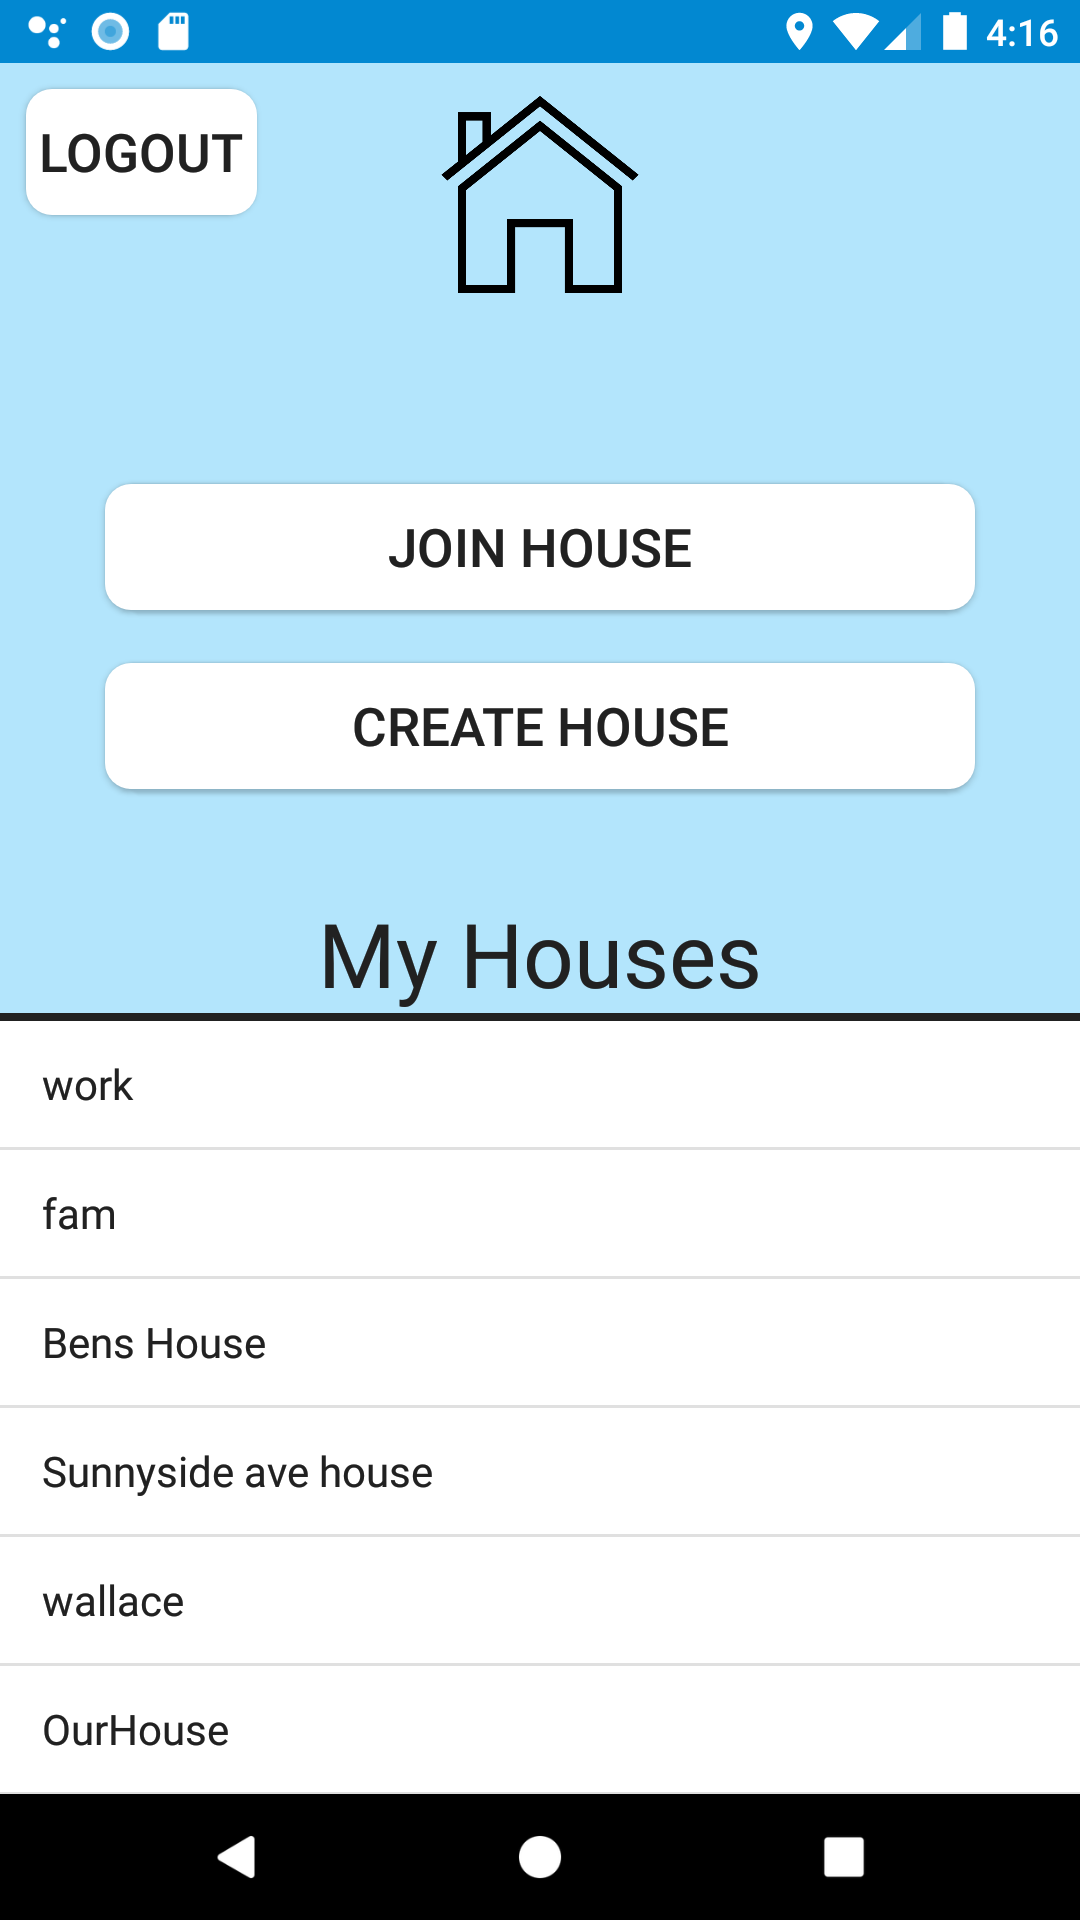 4:16
LOGOUT
JOIN HOUSE
CREATE HOUSE
My Houses
work
fam
Bens House
Sunnyside ave house
wallace
OurHouse